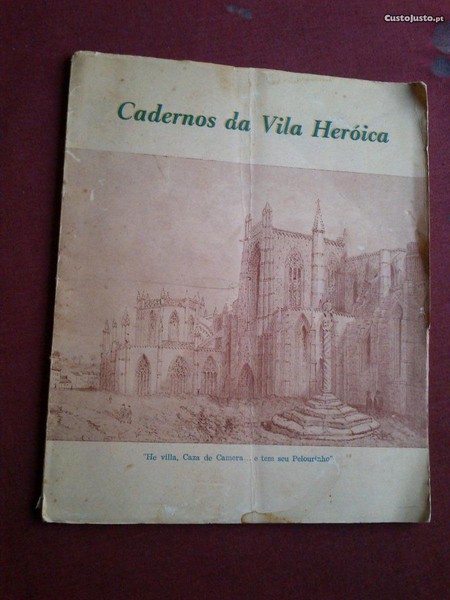 CustoJusto.pt
Cadernos da Vila Heróica
"He villa, Caza de Camera... e tem seu Pelourinho"